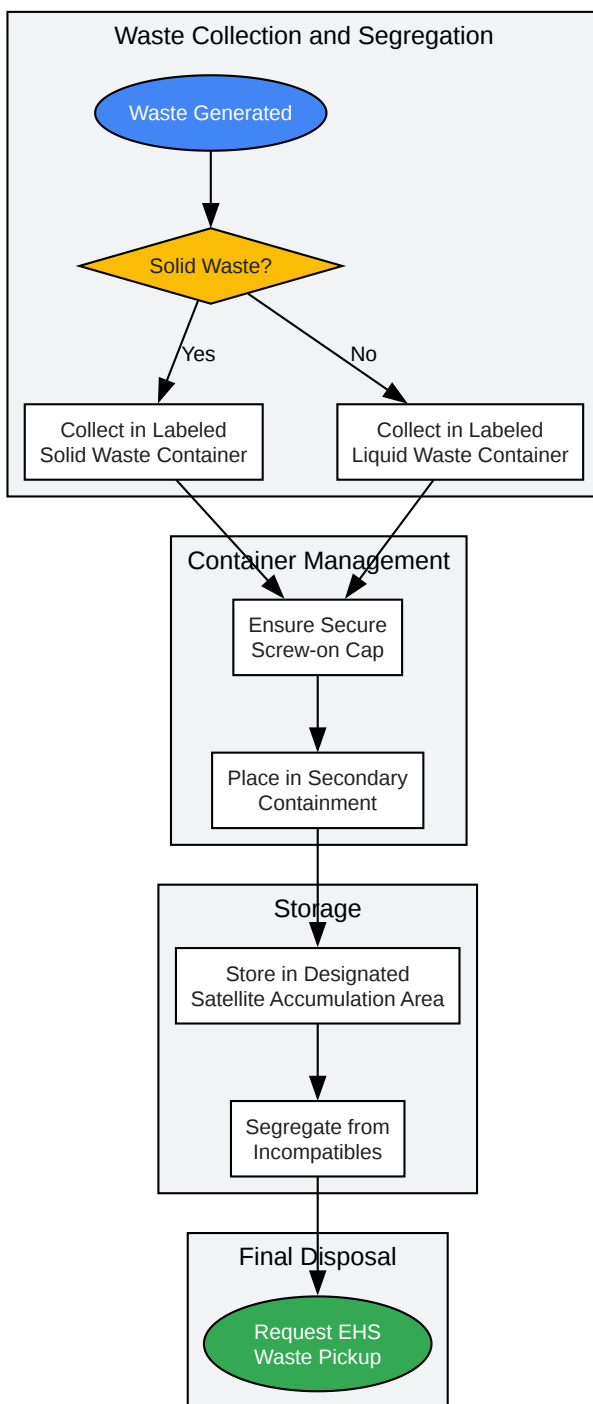 Waste Collection and Segregation
Waste Generated
Solid Waste?
Yes
No
Collect in Labeled
Solid Waste Container
Collect in Labeled
Liquid Waste Container
Container Management
Ensure Secure
Screw-on Cap
Place in Secondary
Containment
Storage
Store in Designated
Satellite Accumulation Area
Segregate from
Incompatibles
Final Disposal
Request EHS
Waste Pickup